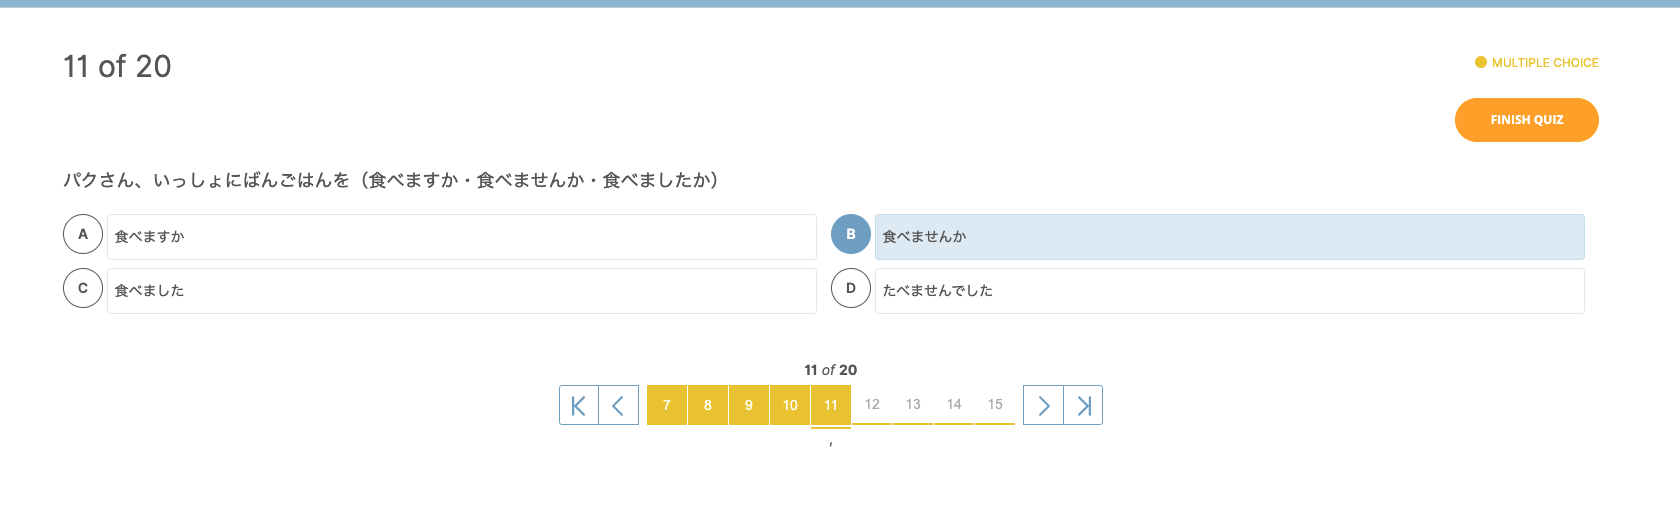 11 of 20
MULTIPLE CHOICE
FINISH QUIZ
パクさん、いっしょにばんごはんを（食べますか・食べませんか・食べましたか）
A 食べますか
B 食べませんか
C 食べました
D たべませんでした
11 of 20
7 8 9 10 11 12 13 14 15
,